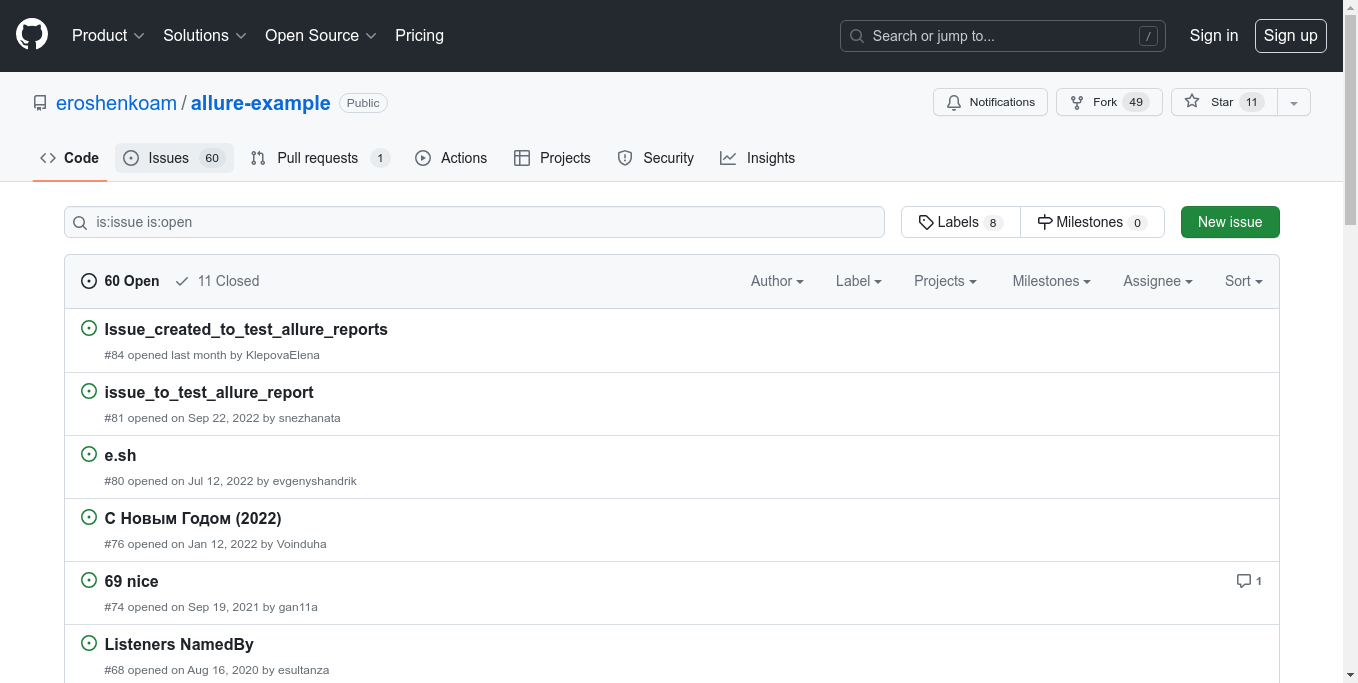 Product Solutions Open Source Pricing Search or jump to... / Sign in Sign up
eroshenkoam / allure-example Public Notifications Fork 49 Star 11
Code Issues 60 Pull requests 1 Actions Projects Security Insights
is:issue is:open Labels 8 Milestones 0 New issue
60 Open 11 Closed Author Label Projects Milestones Assignee Sort
Issue_created_to_test_allure_reports
#84 opened last month by KlepovaElena
issue_to_test_allure_report
#81 opened on Sep 22, 2022 by snezhanata
e.sh
#80 opened on Jul 12, 2022 by evgenyshandrik
С Новым Годом (2022)
#76 opened on Jan 12, 2022 by Voinduha
69 nice 1
#74 opened on Sep 19, 2021 by gan11a
Listeners NamedBy
#68 opened on Aug 16, 2020 by esultanza